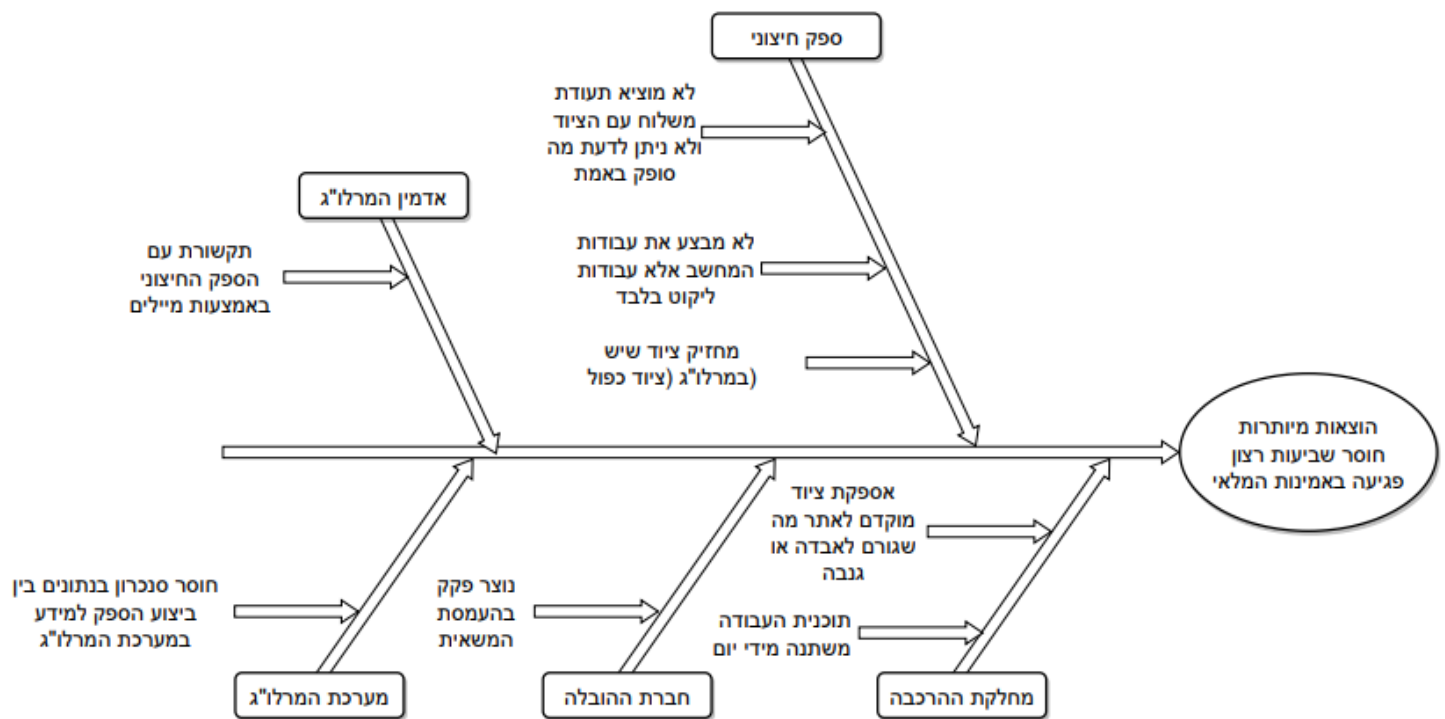 ספק חיצוני
לא מוציא תעודת
משלוח עם הציוד
ולא ניתן לדעת מה
סופק באמת
לא מבצע את עבודות
המחשב אלא עבודות
ליקוט בלבד
מחזיק ציוד שיש
במרלו"ג (ציוד כפול)
אדמין המרלו"ג
תקשורת עם
הספק החיצוני
באמצעות מיילים
הוצאות מיותרות
חוסר שביעות רצון
פגיעה באמינות המלאי
אספקת ציוד
מוקדם לאתר מה
שגורם לאבדה או
גנבה
תוכנית העבודה
משתנה מידי יום
מחלקת ההרכבה
נוצר פקק
בהעמסת
המשאית
חברת ההובלה
חוסר סנכרון בנתונים בין
ביצוע הספק למידע
במערכת המרלו"ג
מערכת המרלו"ג